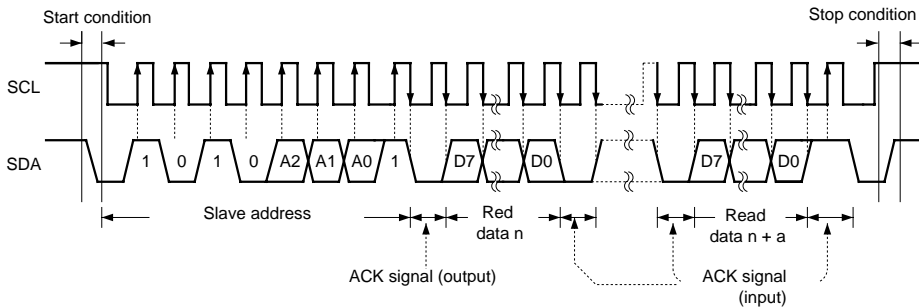 Start condition
Stop condition
SCL
SDA
1 0 1 0 A2 A1 A0 1 D7 D0 D7 D0
Slave address
Red
data n
Read
data n + a
ACK signal (output)
ACK signal
(input)